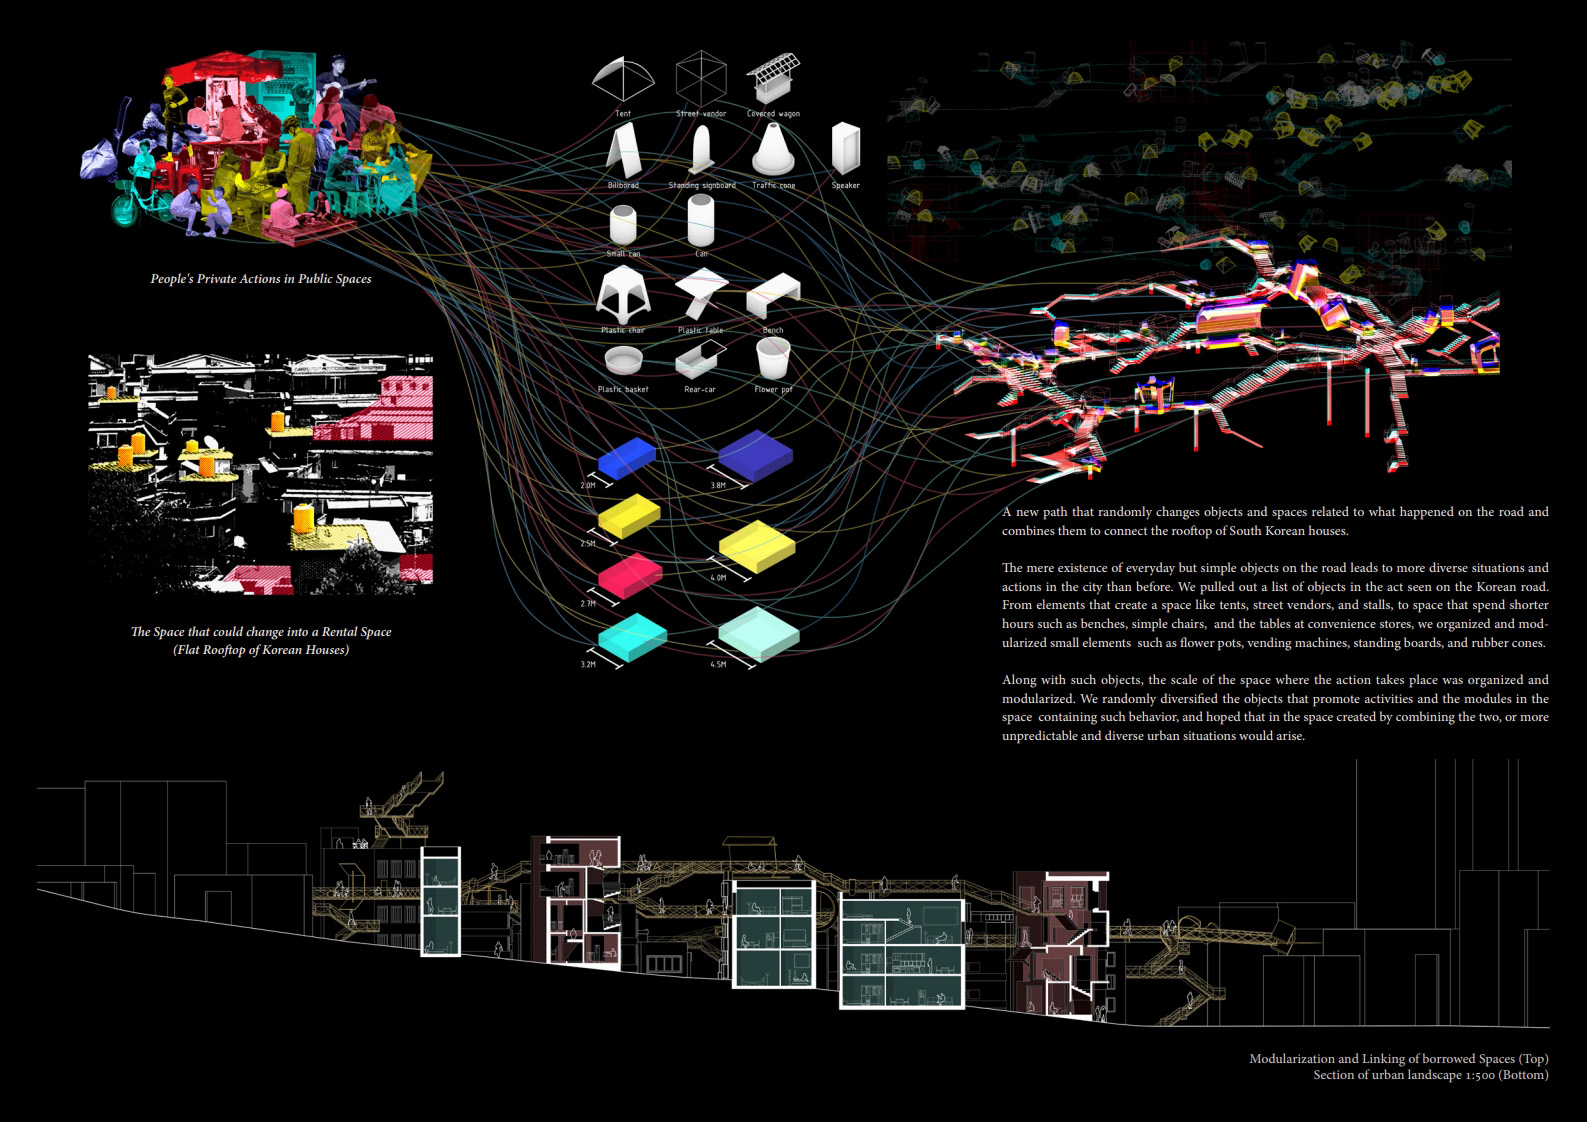 People's Private Actions in Public Spaces
The Space that could change into a Rental Space
(Flat Rooftop of Korean Houses)
Tent
Street vendor
Covered wagon
Billborad
Standing signboard
Traffic cone
Speaker
Small can
Can
Plastic chair
Plastic table
Bench
Plastic basket
Rear-car
Flower pot
2.0M
3.8M
2.5M
4.0M
2.7M
3.2M
4.5M
A new path that randomly changes objects and spaces related to what happened on the road and
combines them to connect the rooftop of South Korean houses.
The mere existence of everyday but simple objects on the road leads to more diverse situations and
actions in the city than before. We pulled out a list of objects in the act seen on the Korean road.
From elements that create a space like tents, street vendors, and stalls, to space that spend shorter
hours such as benches, simple chairs, and the tables at convenience stores, we organized and mod-
ularized small elements such as flower pots, vending machines, standing boards, and rubber cones.
Along with such objects, the scale of the space where the action takes place was organized and
modularized. We randomly diversified the objects that promote activities and the modules in the
space containing such behavior, and hoped that in the space created by combining the two, or more
unpredictable and diverse urban situations would arise.
Modularization and Linking of borrowed Spaces (Top)
Section of urban landscape 1:500 (Bottom)